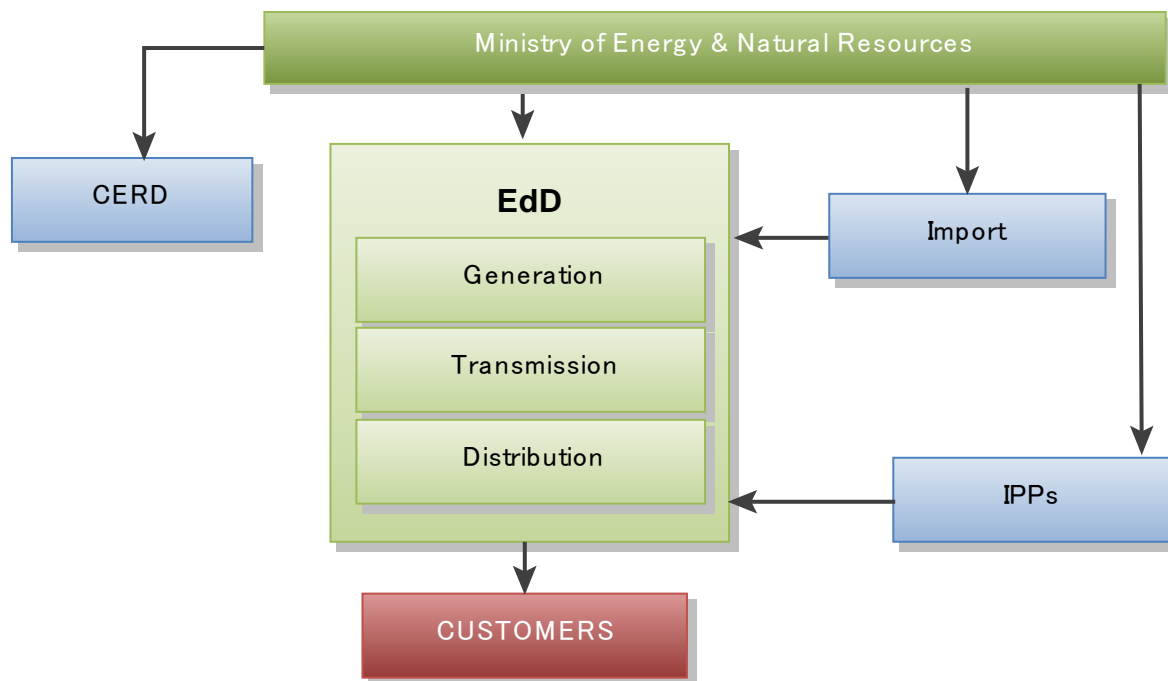 Ministry of Energy & Natural Resources
CERD
EdD
Import
Generation
Transmission
Distribution
IPPs
CUSTOMERS